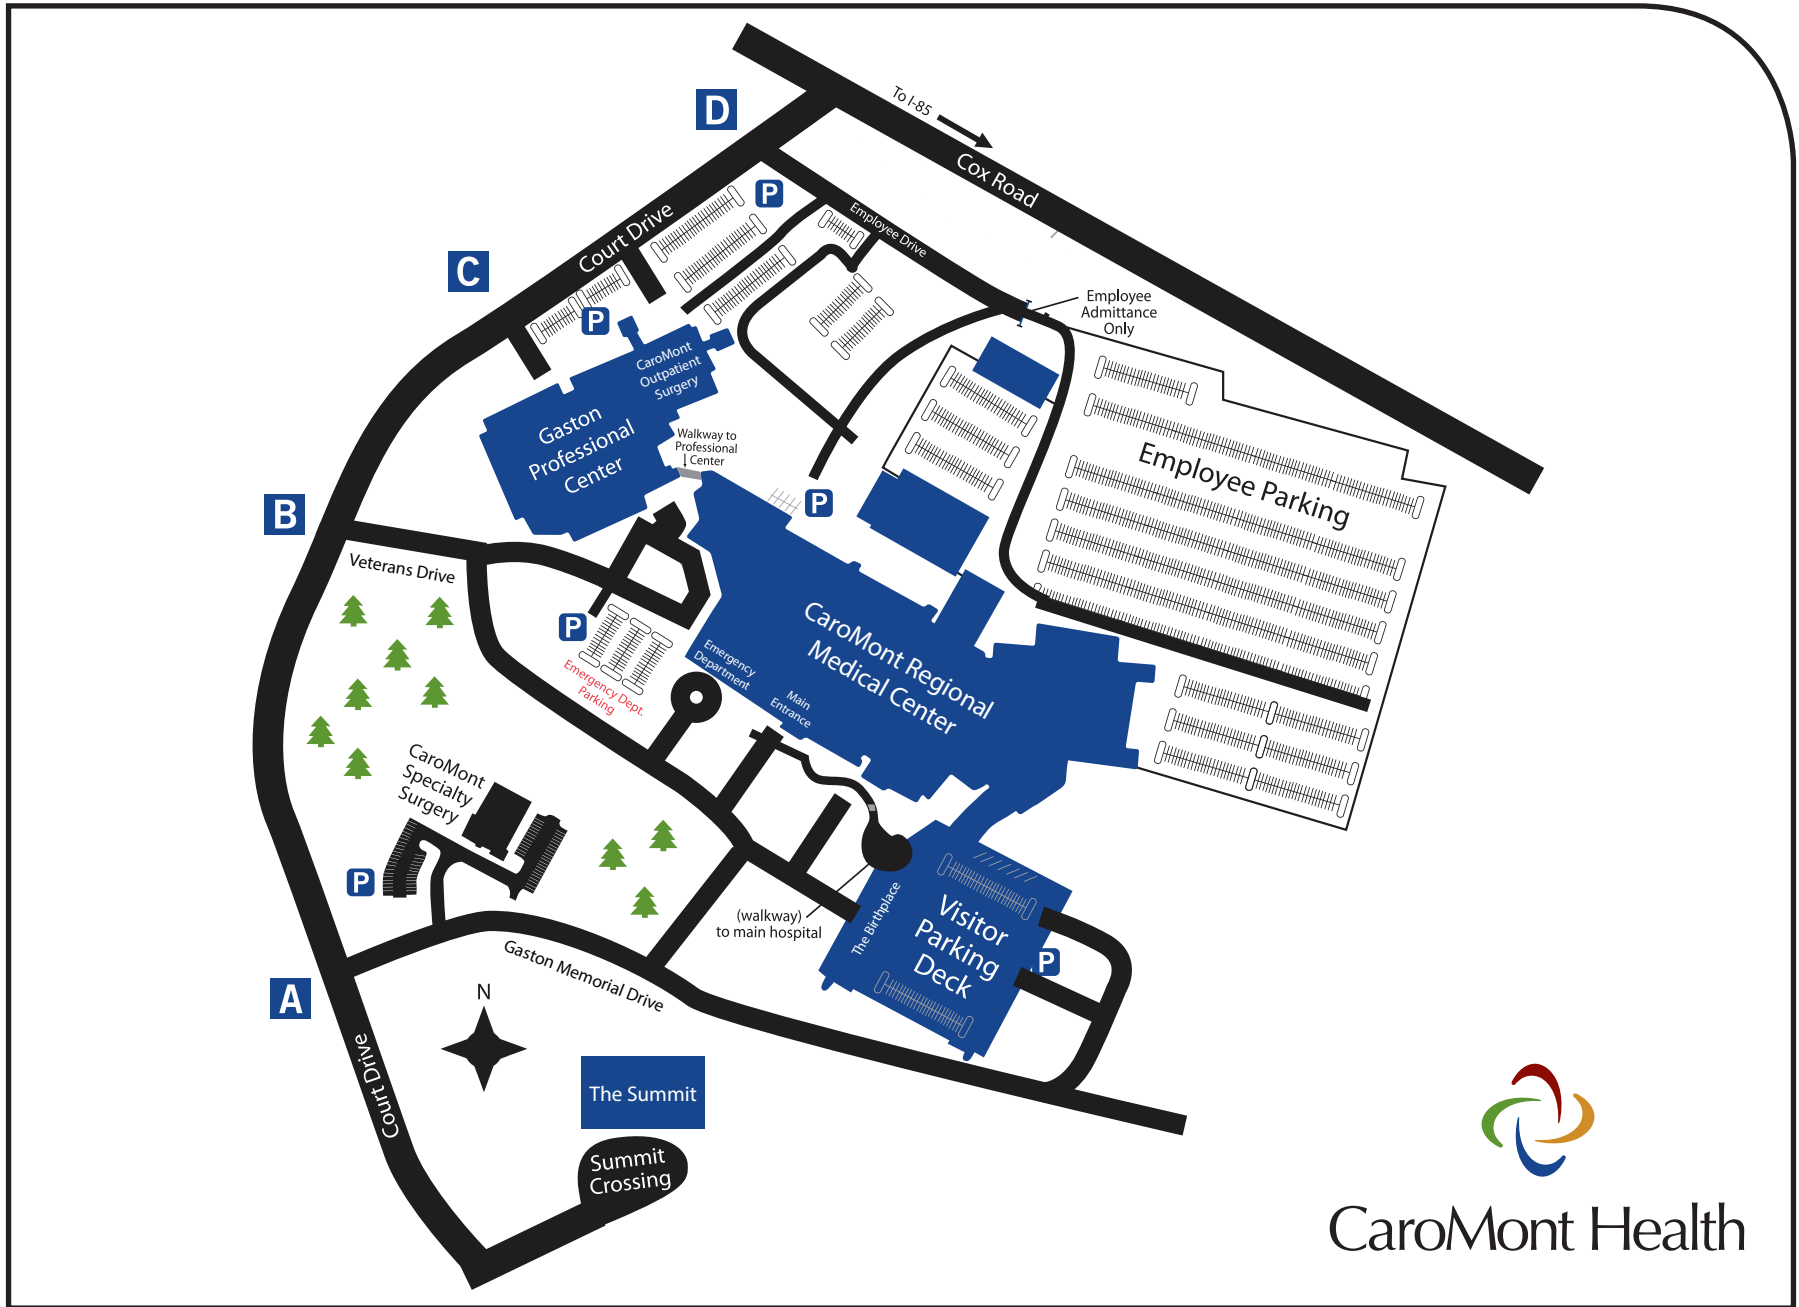 D
To I-85
Cox Road
P
Court Drive
Employee Drive
C
Employee
Admittance
Only
P
CaroMont
Outpatient
Surgery
Gaston
Professional
Center
Walkway to
Professional
Center
Employee Parking
P
B
Veterans Drive
P
Emergency Dept.
Parking
Emergency
Department
Main
Entrance
CaroMont Regional
Medical Center
CaroMont
Specialty
Surgery
P
(walkway)
to main hospital
The Birthplace
Visitor
Parking
Deck
P
Gaston Memorial Drive
A
N
Court Drive
The Summit
Summit
Crossing
CaroMont Health